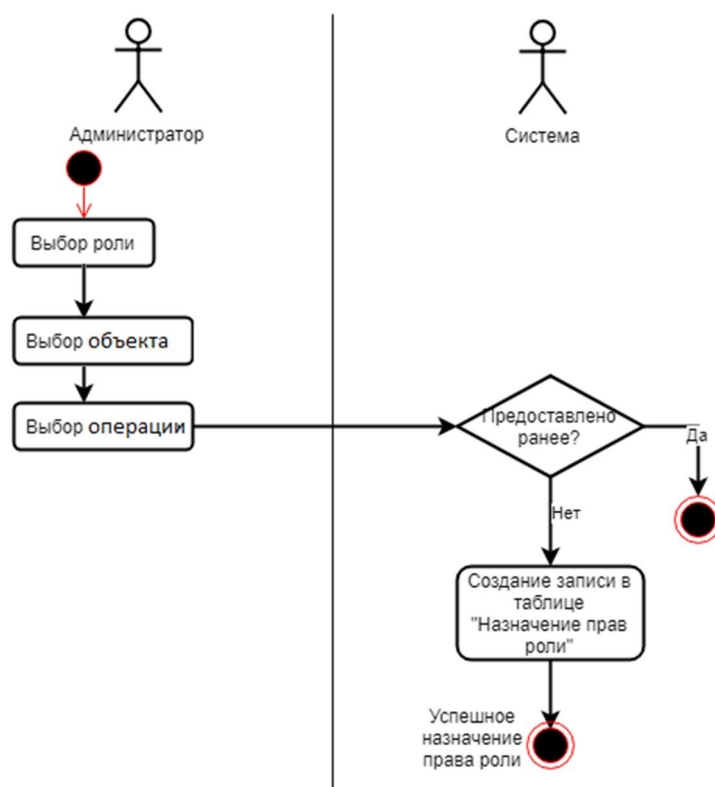 Администратор
Система
Выбор роли
Выбор объекта
Выбор операции
Предоставлено
ранее?
Да
Нет
Создание записи в
таблице
"Назначение прав
роли"
Успешное
назначение
права роли